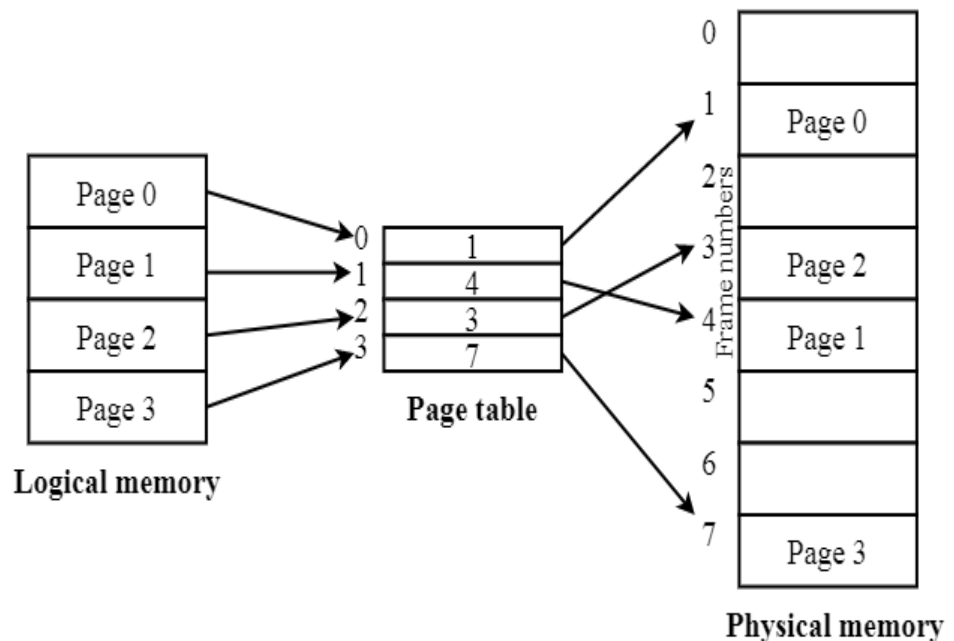 Page 0
Page 1
Page 2
Page 3
Logical memory
0
1
2
3
1
4
3
7
Page table
0
1
2
3
4
5
6
7
Frame numbers
Page 0
Page 2
Page 1
Page 3
Physical memory